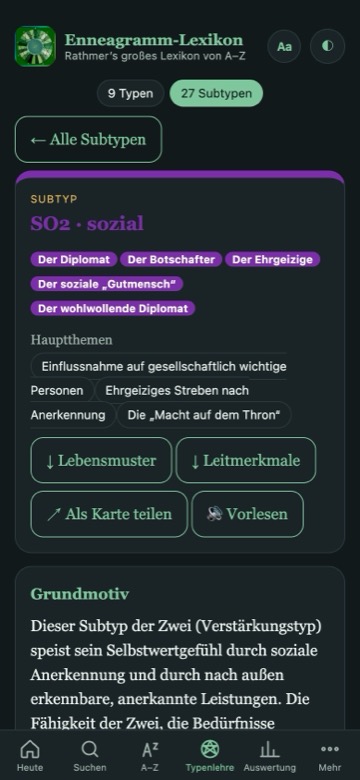 Enneagramm-Lexikon
Rathmer's großes Lexikon von A–Z
Aa
9 Typen
27 Subtypen
← Alle Subtypen
SUBTYP
SO2 · sozial
Der Diplomat
Der Botschafter
Der Ehrgeizige
Der soziale „Gutmensch“
Der wohlwollende Diplomat
Hauptthemen
Einflussnahme auf gesellschaftlich wichtige
Personen
Ehrgeiziges Streben nach
Anerkennung
Die „Macht auf dem Thron“
↓ Lebensmuster
↓ Leitmerkmale
↗ Als Karte teilen
🔊 Vorlesen
Grundmotiv
Dieser Subtyp der Zwei (Verstärkungstyp)
speist sein Selbstwertgefühl durch soziale
Anerkennung und durch nach außen
erkennbare, anerkannte Leistungen. Die
Fähigkeit der Zwei, die Bedürfnisse
Heute
Suchen
AZ
A–Z
Typenlehre
Auswertung
Mehr